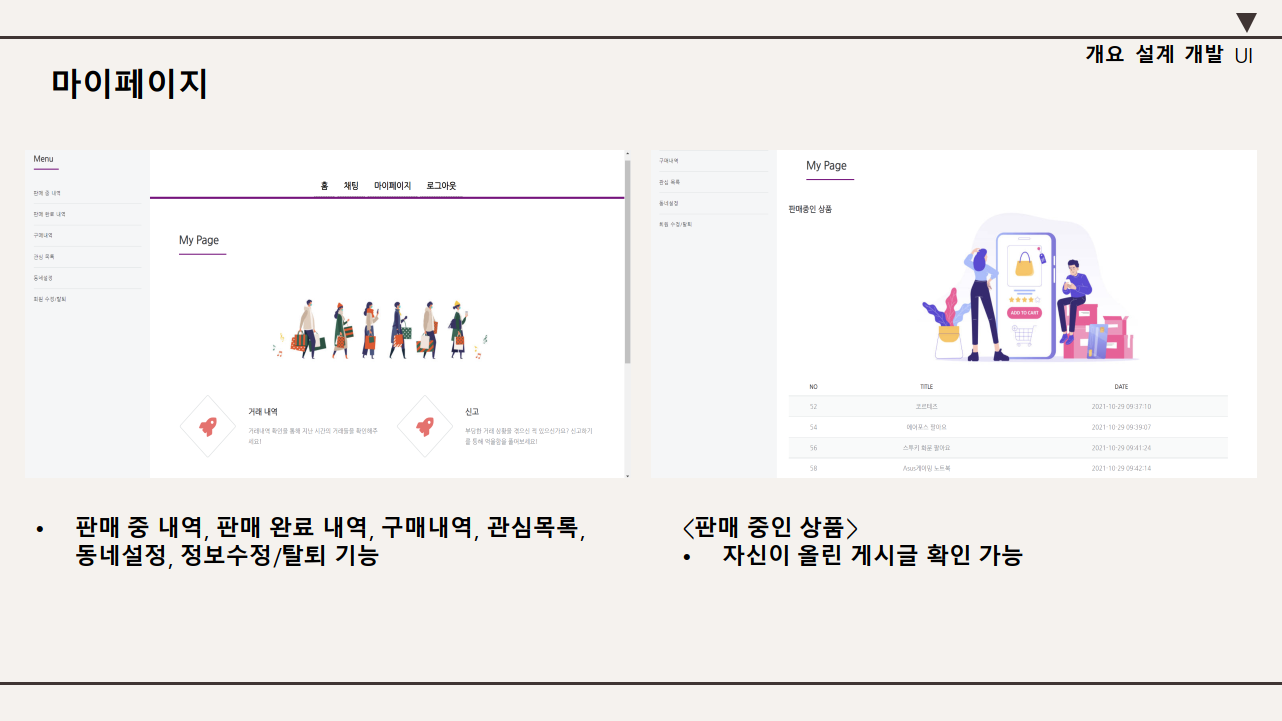 개요 설계 개발 UI
마이페이지
Menu
판매 중 내역
판매 완료 내역
구매내역
관심 목록
동네설정
회원 수정/탈퇴
홈 채팅 마이페이지 로그아웃
My Page
거래 내역
거래내역 확인을 통해 지난 시간의 거래들을 확인해주
세요!
신고
부당한 거래 상황을 겪으신 적 있으신가요? 신고하기
를 통해 억울함을 풀어보세요!
구매내역
관심 목록
동네설정
회원 수정/탈퇴
My Page
판매중인 상품
ADD TO CART
NO TITLE DATE
52 코르테즈 2021-10-29 09:37:10
54 에어포스 팔아요 2021-10-29 09:39:07
56 스투키 화분 팔아요 2021-10-29 09:41:24
58 Asus게이밍 노트북 2021-10-29 09:42:14
• 판매 중 내역, 판매 완료 내역, 구매내역, 관심목록,
동네설정, 정보수정/탈퇴 기능
<판매 중인 상품>
• 자신이 올린 게시글 확인 가능